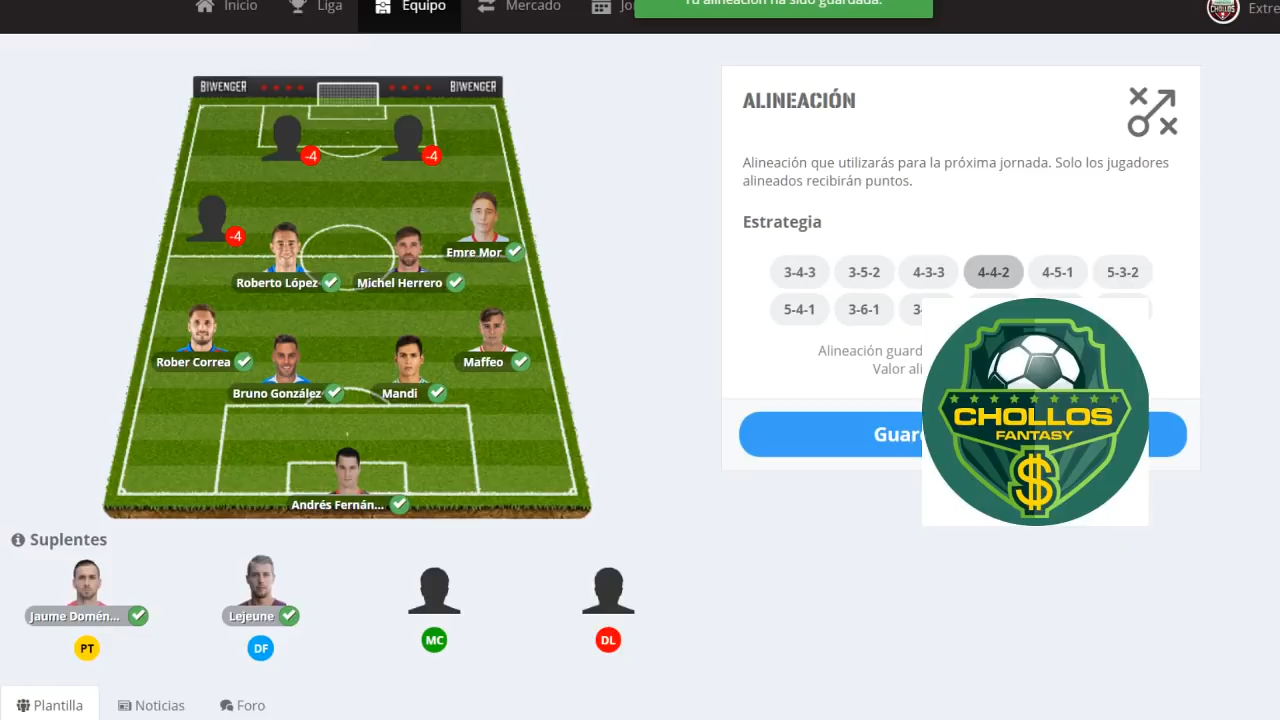 Inicio
Liga
Equipo
Mercado
Tu alineación ha sido guardada.
Extre
BIWENGER
BIWENGER
-4
-4
-4
Emre Mor
Roberto López
Michel Herrero
Rober Correa
Maffeo
Bruno González
Mandi
Andrés Fernán...
ALINEACIÓN
Alineación que utilizarás para la próxima jornada. Solo los jugadores
alineados recibirán puntos.
Estrategia
3-4-3
3-5-2
4-3-3
4-4-2
4-5-1
5-3-2
5-4-1
3-6-1
Alineación guard
Valor ali
Guar
CHOLLOS
FANTASY
$
Suplentes
Jaume Domén...
Lejeune
PT
DF
MC
DL
Plantilla
Noticias
Foro